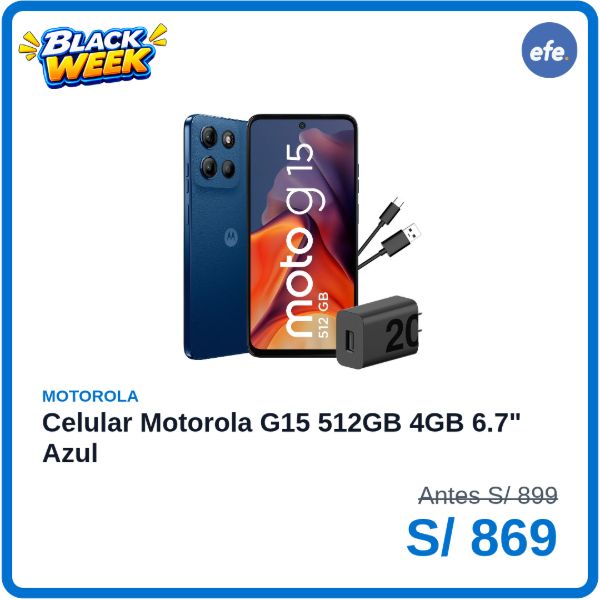 BLACK
WEEK
efe.
moto g 15
512 GB
20
MOTOROLA
Celular Motorola G15 512GB 4GB 6.7"
Azul
Antes S/ 899
S/ 869